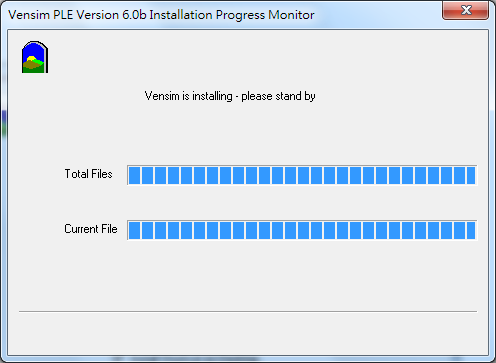 Vensim PLE Version 6.0b Installation Progress Monitor
Vensim is installing - please stand by
Total Files
Current File